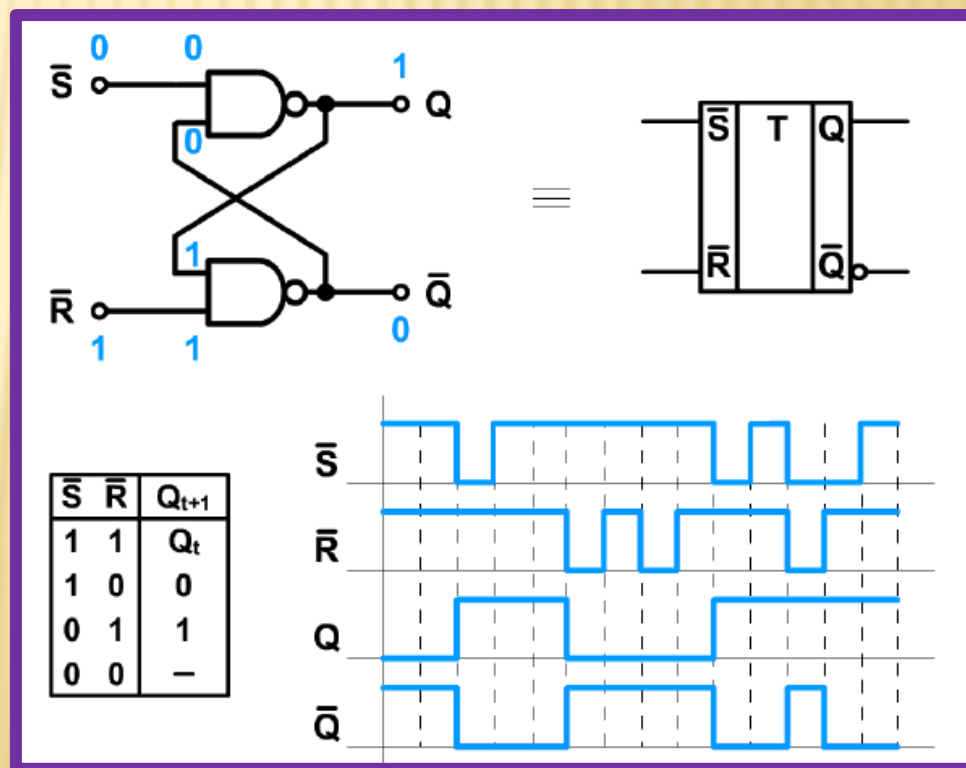 0 0 1
S̅ Q
0
1
R̅ Q̅
1 1 0
≡
S̅ T Q
R̅ Q̅
S̅ R̅ Qt+1
1 1 Qt
1 0 0
0 1 1
0 0 –
S̅
R̅
Q
Q̅